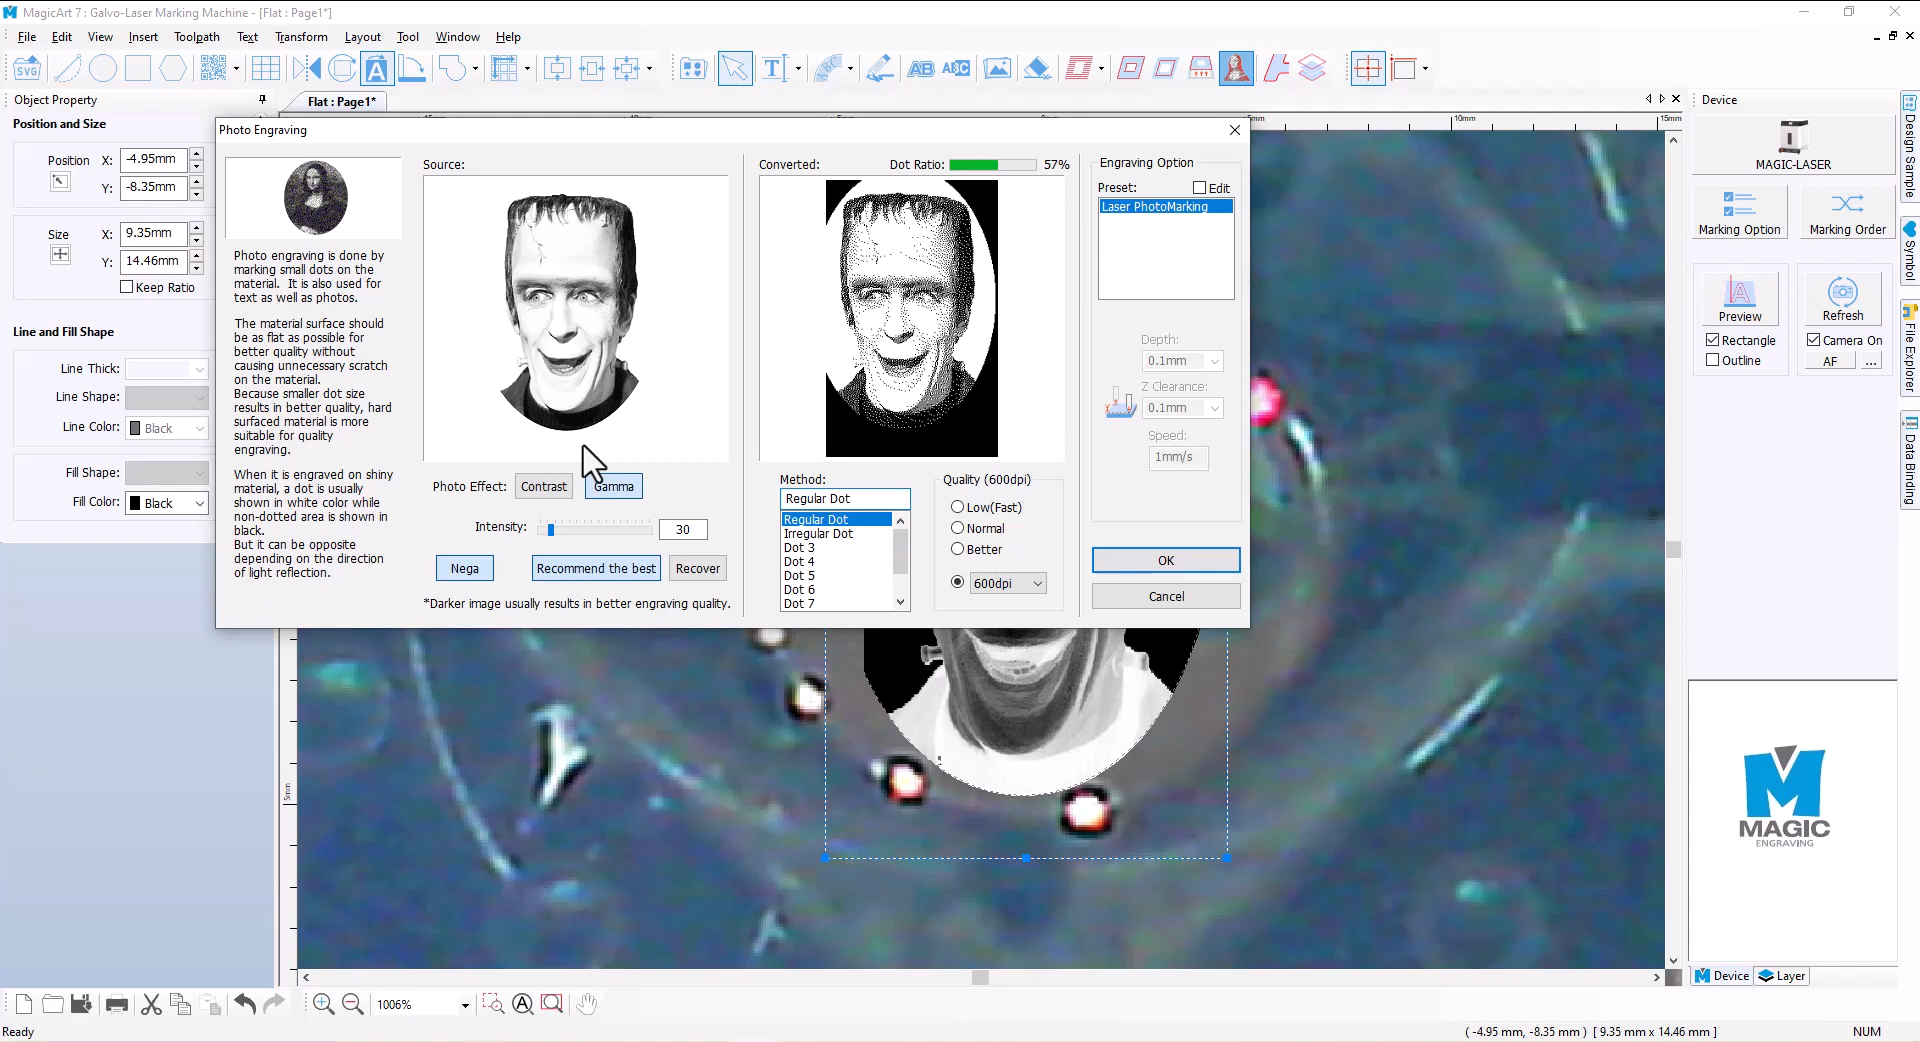 MagicArt 7 : Galvo-Laser Marking Machine - [Flat : Page1*]
File Edit View Insert Toolpath Text Transform Layout Tool Window Help
SVG
Object Property
Flat : Page1*
Device
Position and Size
Position X: -4.95mm
Y: -8.35mm
Size X: 9.35mm
Y: 14.46mm
Keep Ratio
Line and Fill Shape
Line Thick:
Line Shape:
Line Color: Black
Fill Shape:
Fill Color: Black
Photo Engraving
Photo engraving is done by
marking small dots on the
material. It is also used for
text as well as photos.
The material surface should
be as flat as possible for
better quality without
causing unnecessary scratch
on the material.
Because smaller dot size
results in better quality, hard
surfaced material is more
suitable for quality
engraving.
When it is engraved on shiny
material, a dot is usually
shown in white color while
non-dotted area is shown in
black.
But it can be opposite
depending on the direction
of light reflection.
Source:
Photo Effect: Contrast Gamma
Intensity: 30
Nega Recommend the best Recover
*Darker image usually results in better engraving quality.
Converted: Dot Ratio: 57%
Method:
Regular Dot
Regular Dot
Irregular Dot
Dot 3
Dot 4
Dot 5
Dot 6
Dot 7
Quality (600dpi)
Low(Fast)
Normal
Better
600dpi
Engraving Option
Preset: Edit
Laser PhotoMarking
Depth:
0.1mm
Z Clearance:
0.1mm
Speed:
1mm/s
OK
Cancel
10mm
15mm
5mm
MAGIC-LASER
Marking Option Marking Order
Preview Refresh
Rectangle Camera On
Outline AF ...
Design Sample
Symbol
File Explorer
Data Binding
MAGIC
ENGRAVING
Device Layer
1006%
Ready
( -4.95 mm, -8.35 mm ) [ 9.35 mm x 14.46 mm ]
NUM